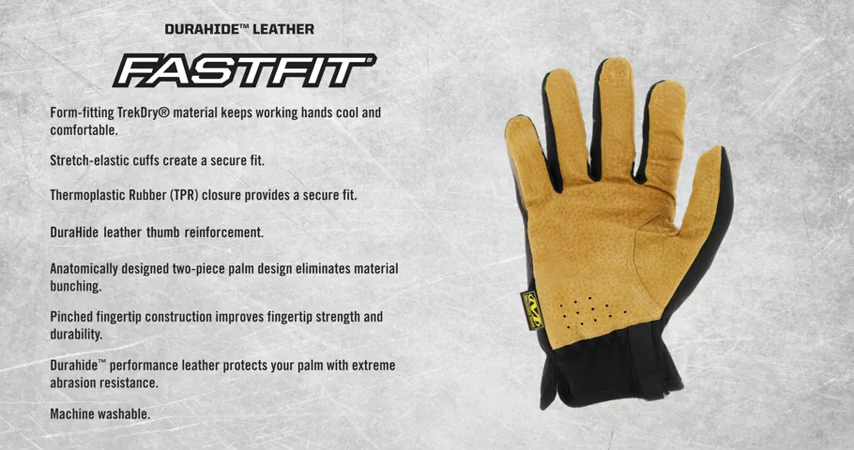 DURAHIDE™ LEATHER
FASTFIT®
Form-fitting TrekDry® material keeps working hands cool and
comfortable.
Stretch-elastic cuffs create a secure fit.
Thermoplastic Rubber (TPR) closure provides a secure fit.
DuraHide leather thumb reinforcement.
Anatomically designed two-piece palm design eliminates material
bunching.
Pinched fingertip construction improves fingertip strength and
durability.
Durahide™ performance leather protects your palm with extreme
abrasion resistance.
Machine washable.